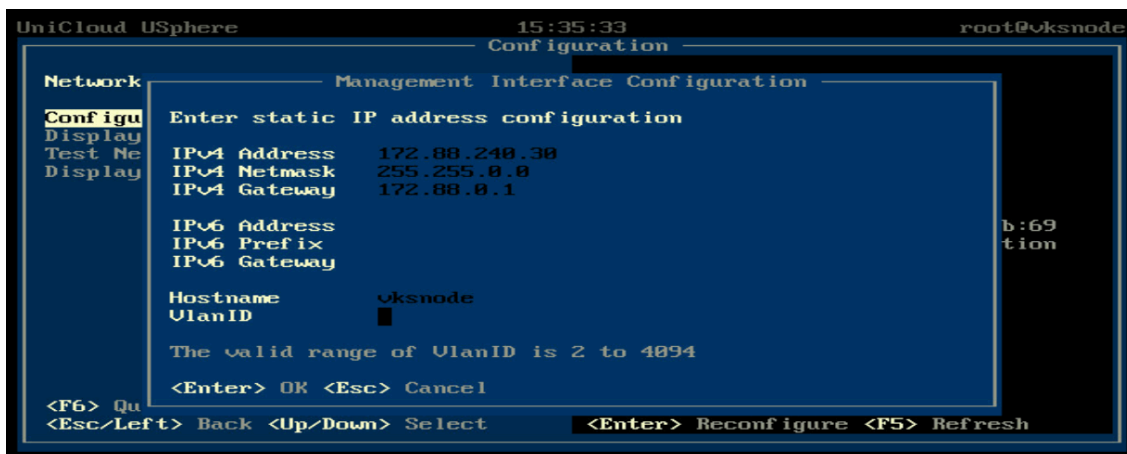 UniCloud USphere 15:35:33 root@vksnode
Configuration
Network
Management Interface Configuration
Configu Enter static IP address configuration
Display
Test Ne IPv4 Address 172.88.240.30
Display IPv4 Netmask 255.255.0.0
IPv4 Gateway 172.88.0.1
IPv6 Address b:69
IPv6 Prefix tion
IPv6 Gateway
Hostname vksnode
VlanID
The valid range of VlanID is 2 to 4094
<Enter> OK <Esc> Cancel
<F6> Qu
<Esc/Left> Back <Up/Down> Select <Enter> Reconfigure <F5> Refresh